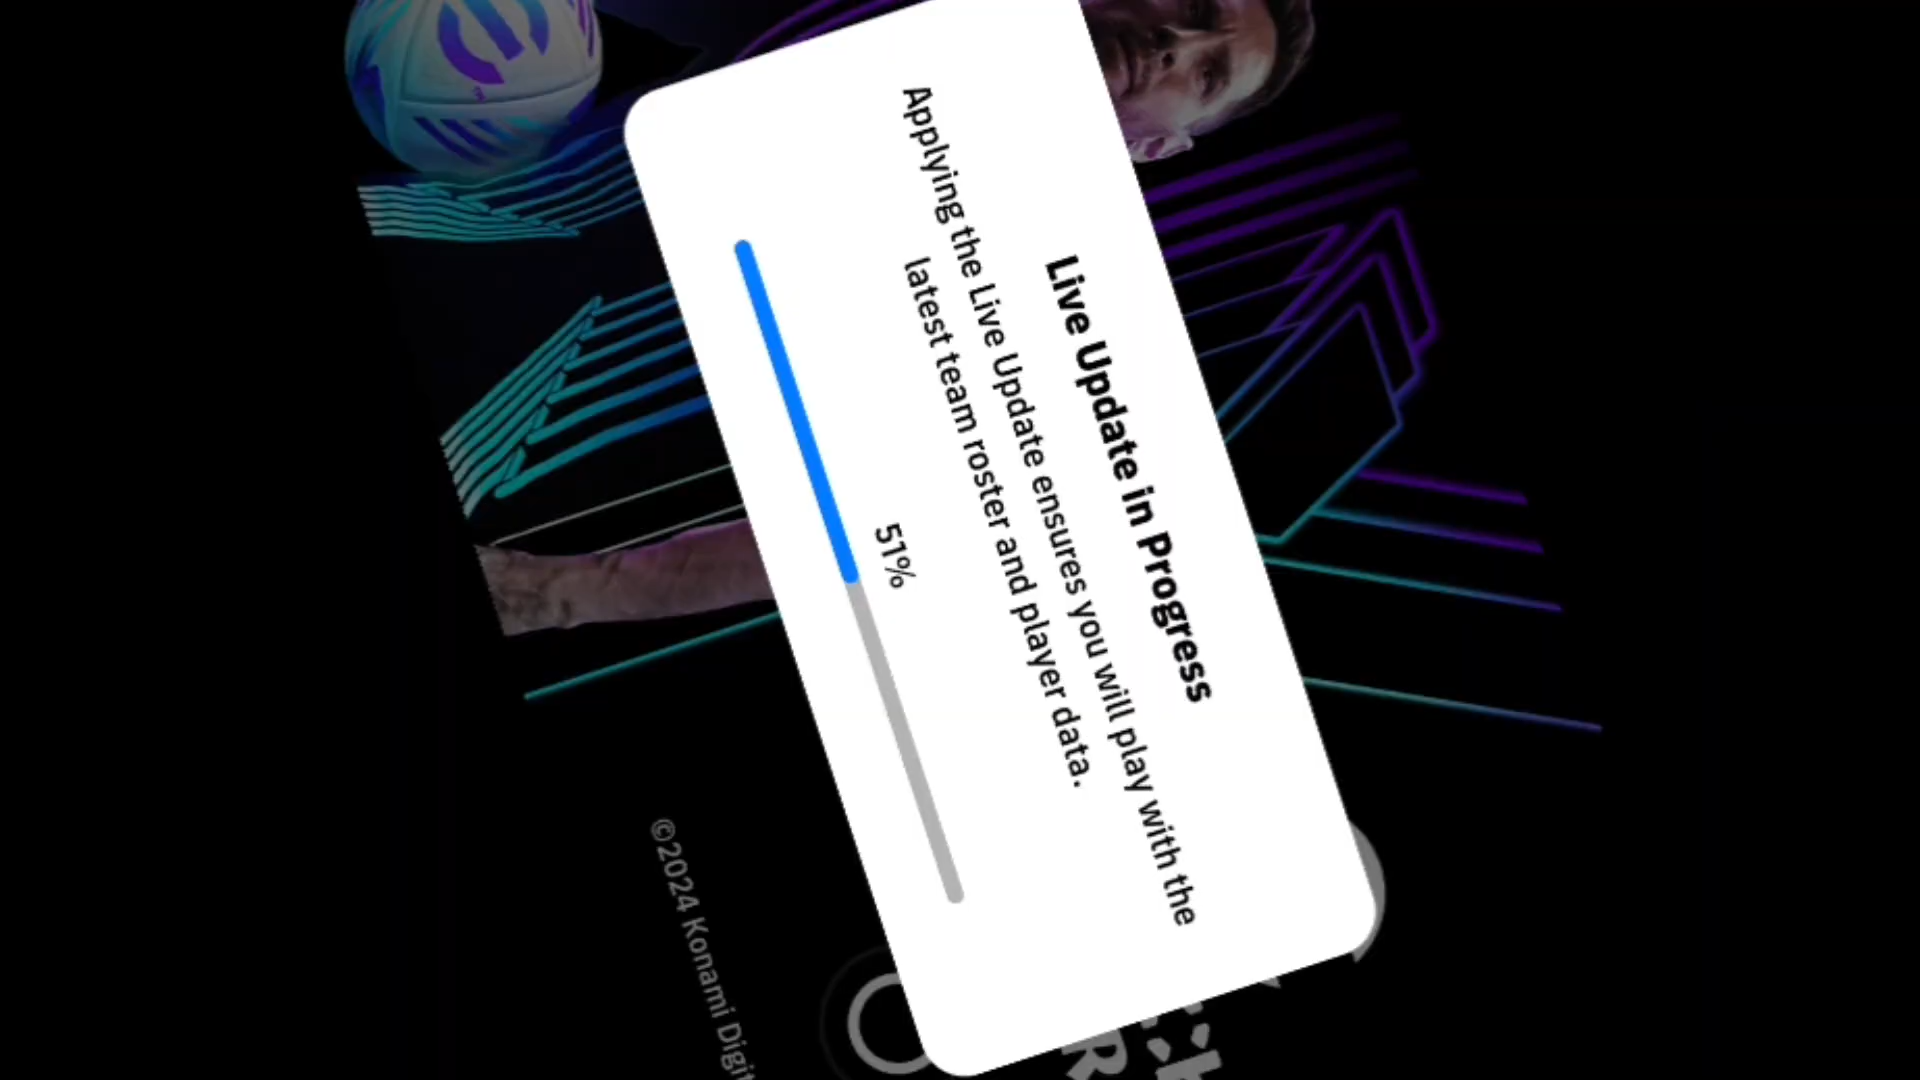 Live Update in Progress
Applying the Live Update ensures you will play with the
latest team roster and player data.
51%
©2024 Konami Digit